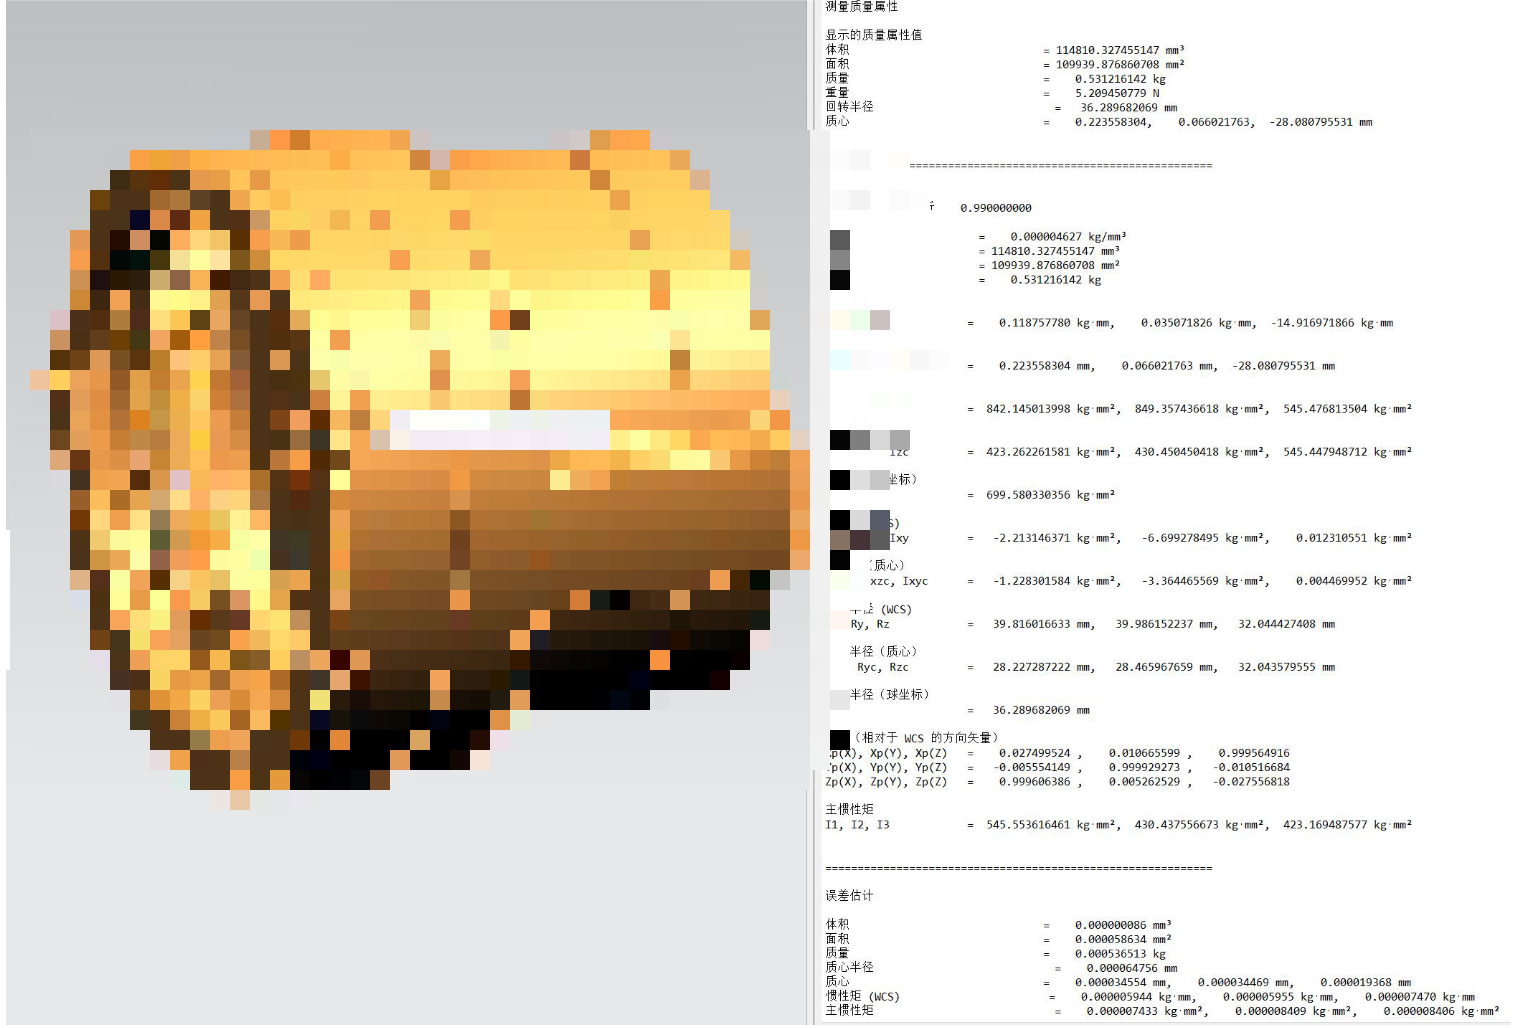 测量质量属性
显示的质量属性值
体积 = 114810.327455147 mm³
面积 = 109939.876860708 mm²
质量 = 0.531216142 kg
重量 = 5.209450779 N
回转半径 = 36.289682069 mm
质心 = 0.223558304, 0.066021763, -28.080795531 mm
===============================================
0.990000000
= 0.000004627 kg/mm³
= 114810.327455147 mm³
= 109939.876860708 mm²
= 0.531216142 kg
= 0.118757780 kg·mm, 0.035071826 kg·mm, -14.916971866 kg·mm
= 0.223558304, 0.066021763, -28.080795531 mm
= 842.145013998 kg·mm², 849.357436618 kg·mm², 545.476813504 kg·mm²
Izc = 423.262261581 kg·mm², 430.450450418 kg·mm², 545.447948712 kg·mm²
坐标）
= 699.580330356 kg·mm²
Ixy = -2.213146371 kg·mm², -6.699278495 kg·mm², 0.012310551 kg·mm²
（质心）
xzc, Ixyc = -1.228301584 kg·mm², -3.364465569 kg·mm², 0.004469952 kg·mm²
半径 (WCS)
Ry, Rz = 39.816016633 mm, 39.986152237 mm, 32.044427408 mm
半径（质心）
Ryc, Rzc = 28.227287222 mm, 28.465967659 mm, 32.043579555 mm
半径（球坐标）
= 36.289682069 mm
（相对于 WCS 的方向矢量）
Xp(X), Xp(Y), Xp(Z) = 0.027499524 , 0.010665599 , 0.999564916
Yp(X), Yp(Y), Yp(Z) = -0.005554149 , 0.999929273 , -0.010516684
Zp(X), Zp(Y), Zp(Z) = 0.999606386 , 0.005262529 , -0.027556818
主惯性矩
I1, I2, I3 = 545.553616461 kg·mm², 430.437556673 kg·mm², 423.169487577 kg·mm²
============================================================
误差估计
体积 = 0.000000086 mm³
面积 = 0.000058634 mm²
质量 = 0.000536513 kg
质心半径 = 0.000064756 mm
质心 = 0.000034554 mm, 0.000034469 mm, 0.000019368 mm
惯性矩 (WCS) = 0.000005944 kg·mm, 0.000005955 kg·mm, 0.000007470 kg·mm
主惯性矩 = 0.000007433 kg·mm², 0.000008409 kg·mm², 0.000008406 kg·mm²